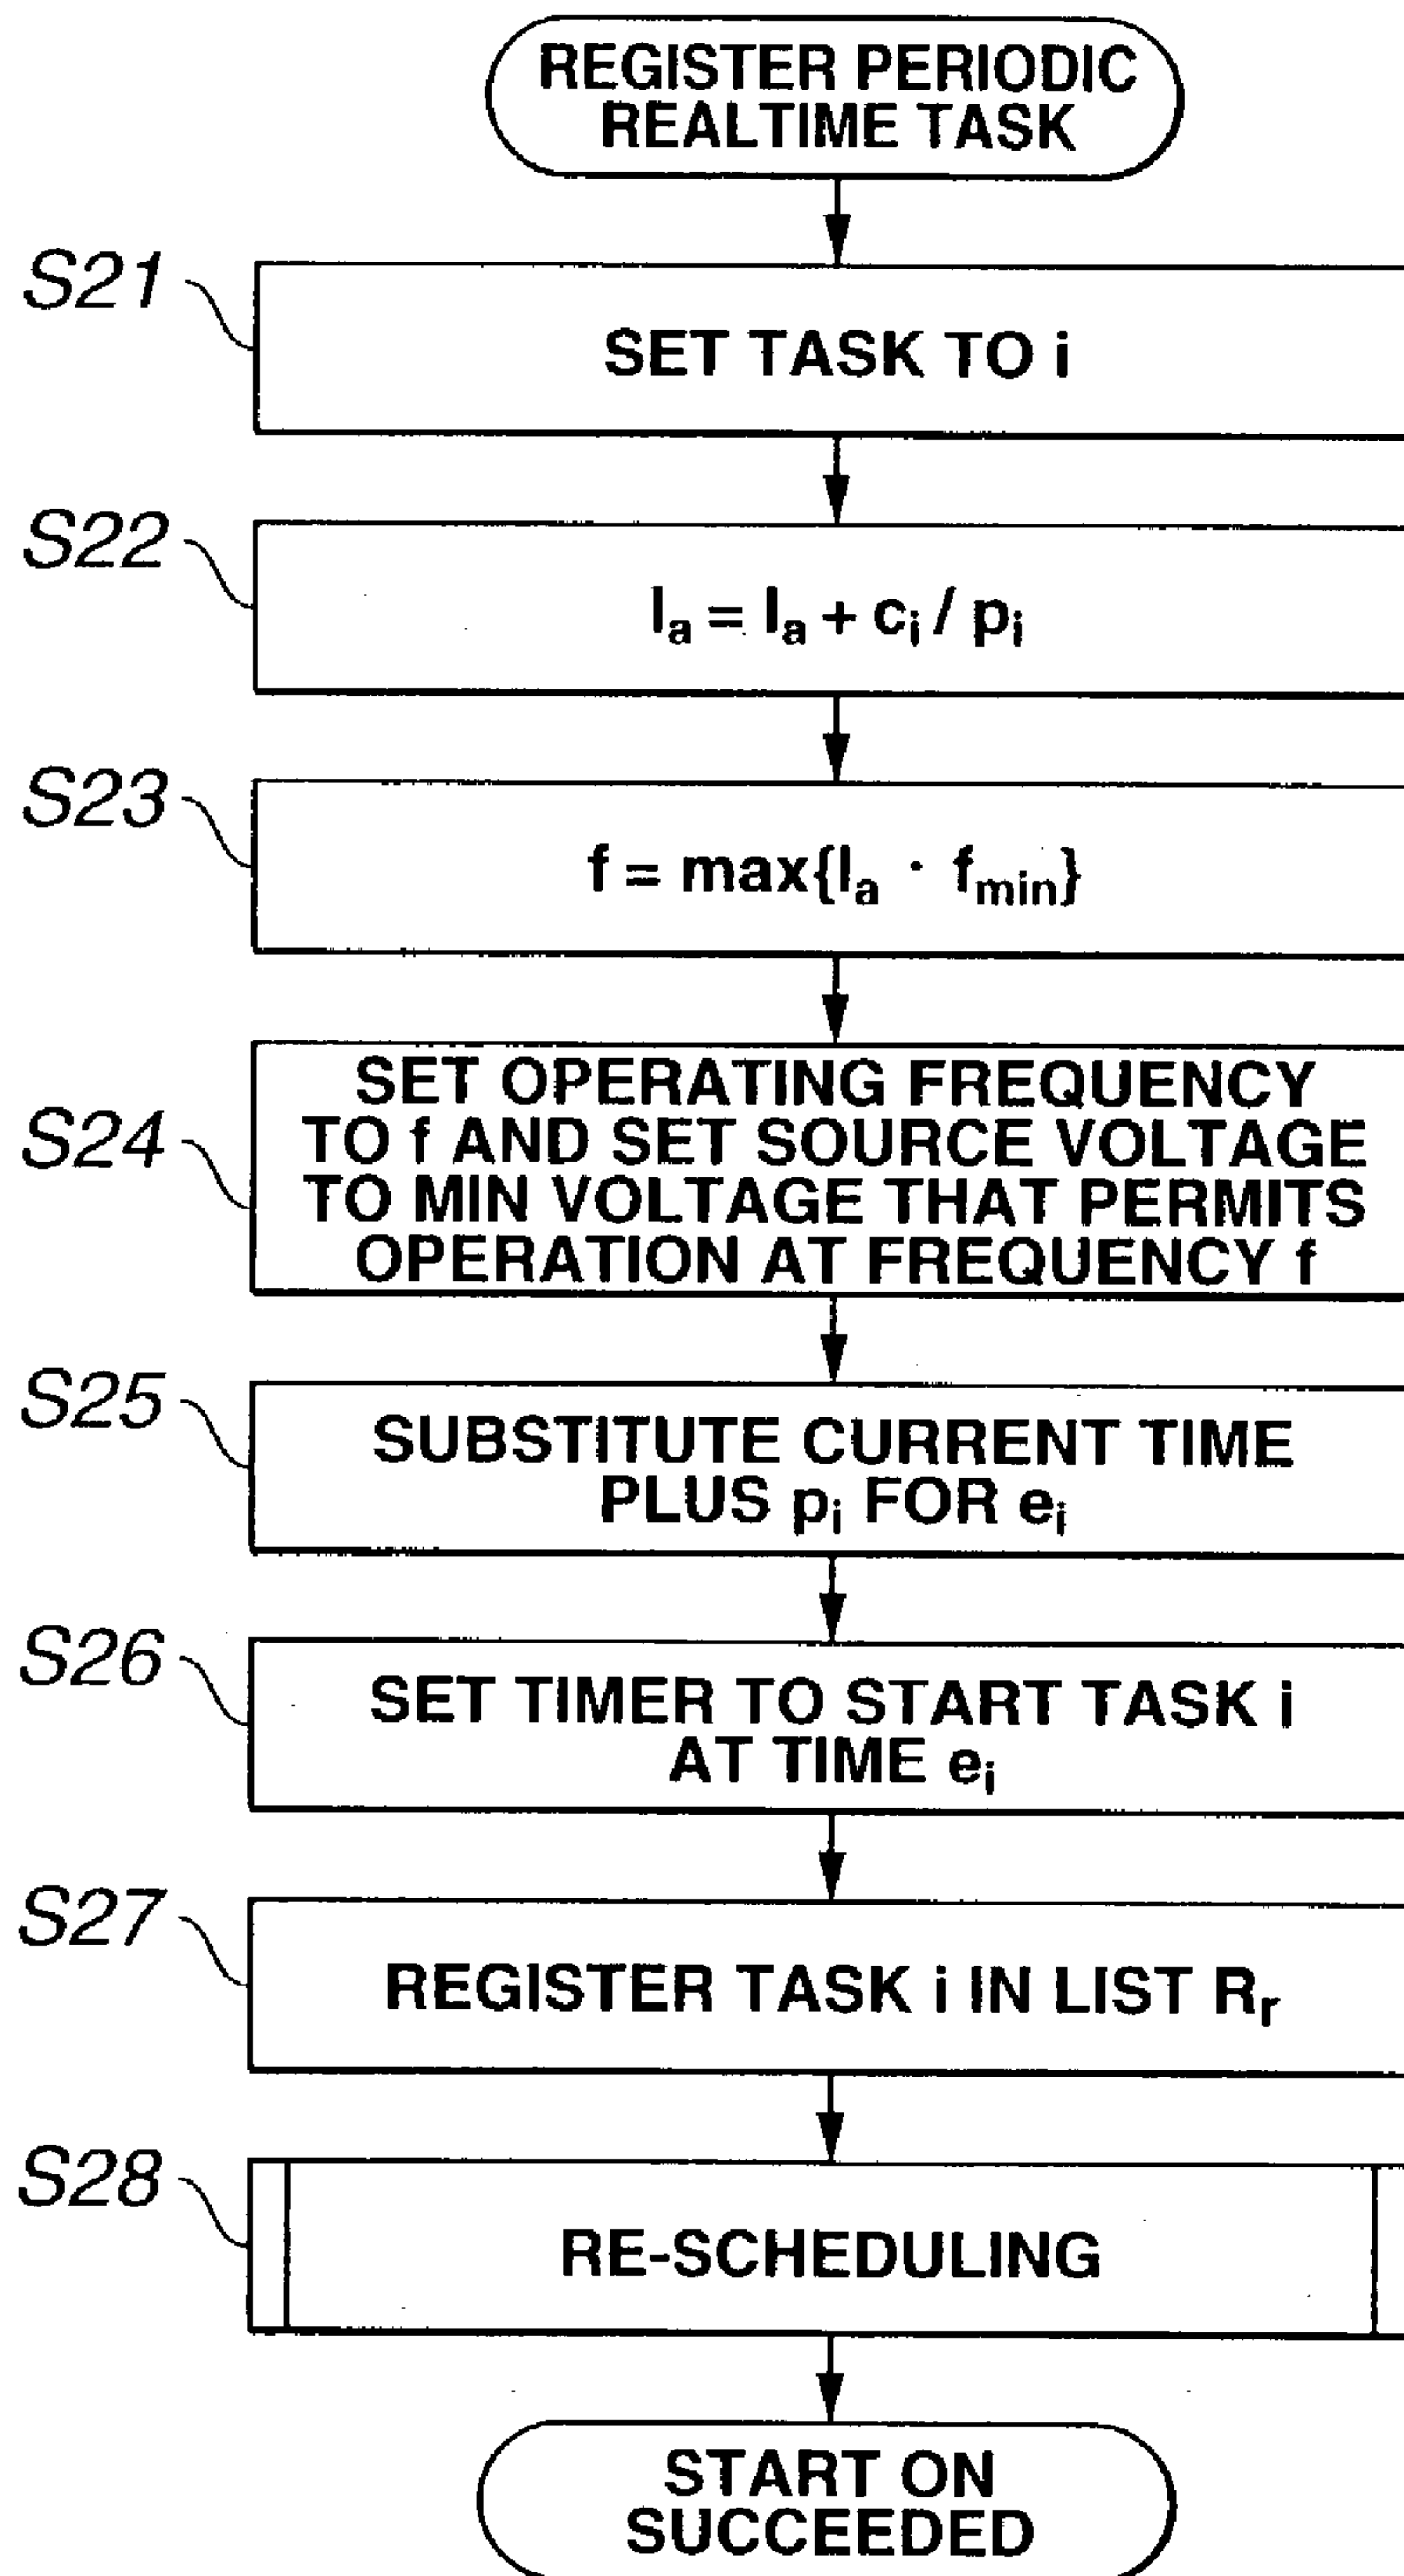 REGISTER PERIODIC
REALTIME TASK
S21
SET TASK TO i
S22
lₐ = lₐ + cᵢ / pᵢ
S23
f = max{lₐ · fₘᵢₙ}
S24
SET OPERATING FREQUENCY
TO f AND SET SOURCE VOLTAGE
TO MIN VOLTAGE THAT PERMITS
OPERATION AT FREQUENCY f
S25
SUBSTITUTE CURRENT TIME
PLUS pᵢ FOR eᵢ
S26
SET TIMER TO START TASK i
AT TIME eᵢ
S27
REGISTER TASK i IN LIST Rᵣ
S28
RE-SCHEDULING
START ON
SUCCEEDED